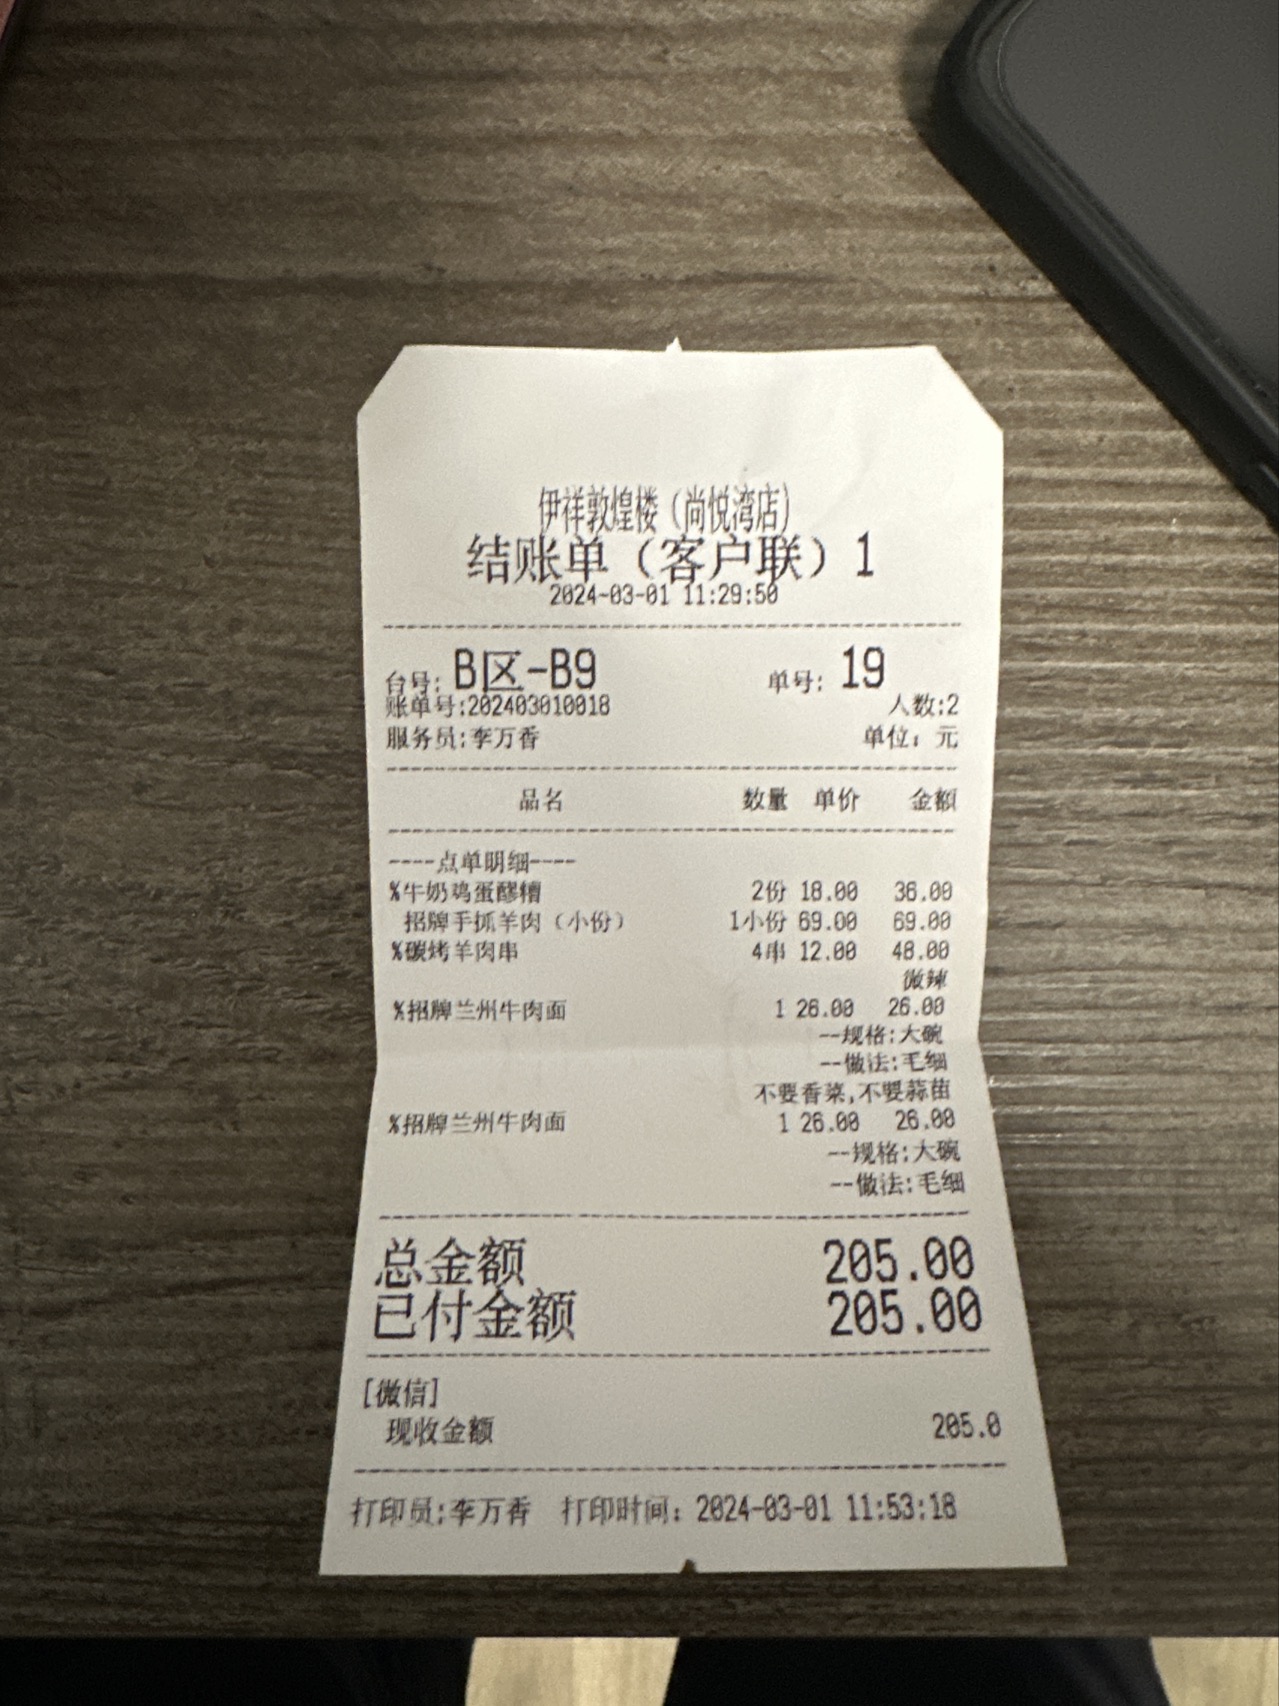 伊祥敦煌楼（尚悦湾店）
结账单（客户联）1
2024-03-01 11:29:50
台号: B区-B9 单号: 19
账单号:202403010018 人数:2
服务员:李万香 单位: 元
品名 数量 单价 金额
----点单明细----
%牛奶鸡蛋醪糟 2份 18.00 36.00
招牌手抓羊肉（小份） 1小份 69.00 69.00
%碳烤羊肉串 4串 12.00 48.00
微辣
%招牌兰州牛肉面 1 26.00 26.00
--规格:大碗
--做法:毛细
不要香菜,不要蒜苗
%招牌兰州牛肉面 1 26.00 26.00
--规格:大碗
--做法:毛细
总金额 205.00
已付金额 205.00
[微信]
现收金额 205.0
打印员:李万香 打印时间: 2024-03-01 11:53:18